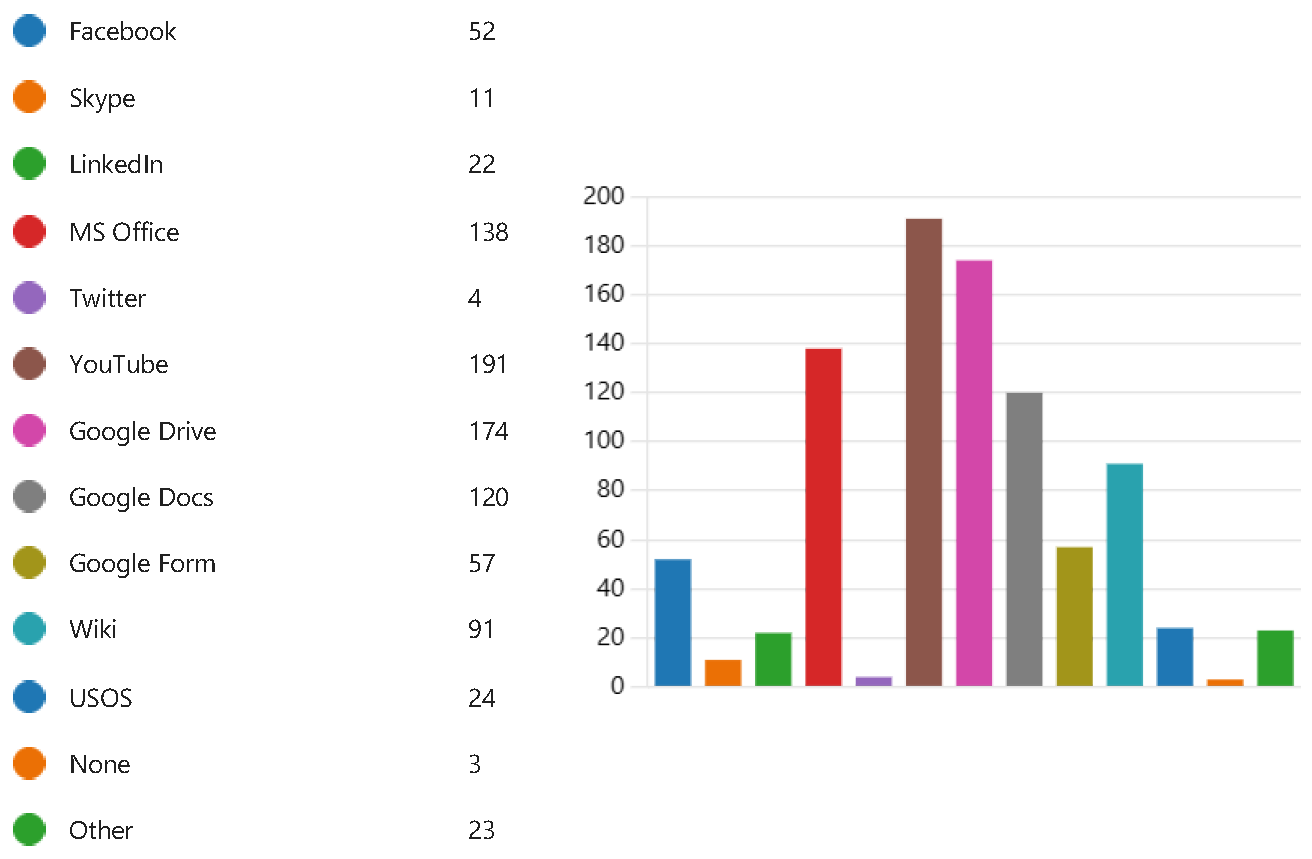 Facebook 52
Skype 11
LinkedIn 22
MS Office 138
Twitter 4
YouTube 191
Google Drive 174
Google Docs 120
Google Form 57
Wiki 91
USOS 24
None 3
Other 23
200
180
160
140
120
100
80
60
40
20
0